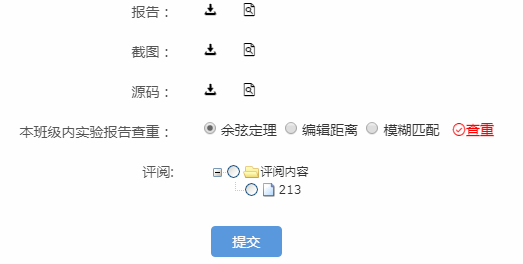 报告：
截图：
源码：
本班级内实验报告查重： 余弦定理 编辑距离 模糊匹配 查重
评阅: 评阅内容
213
提交